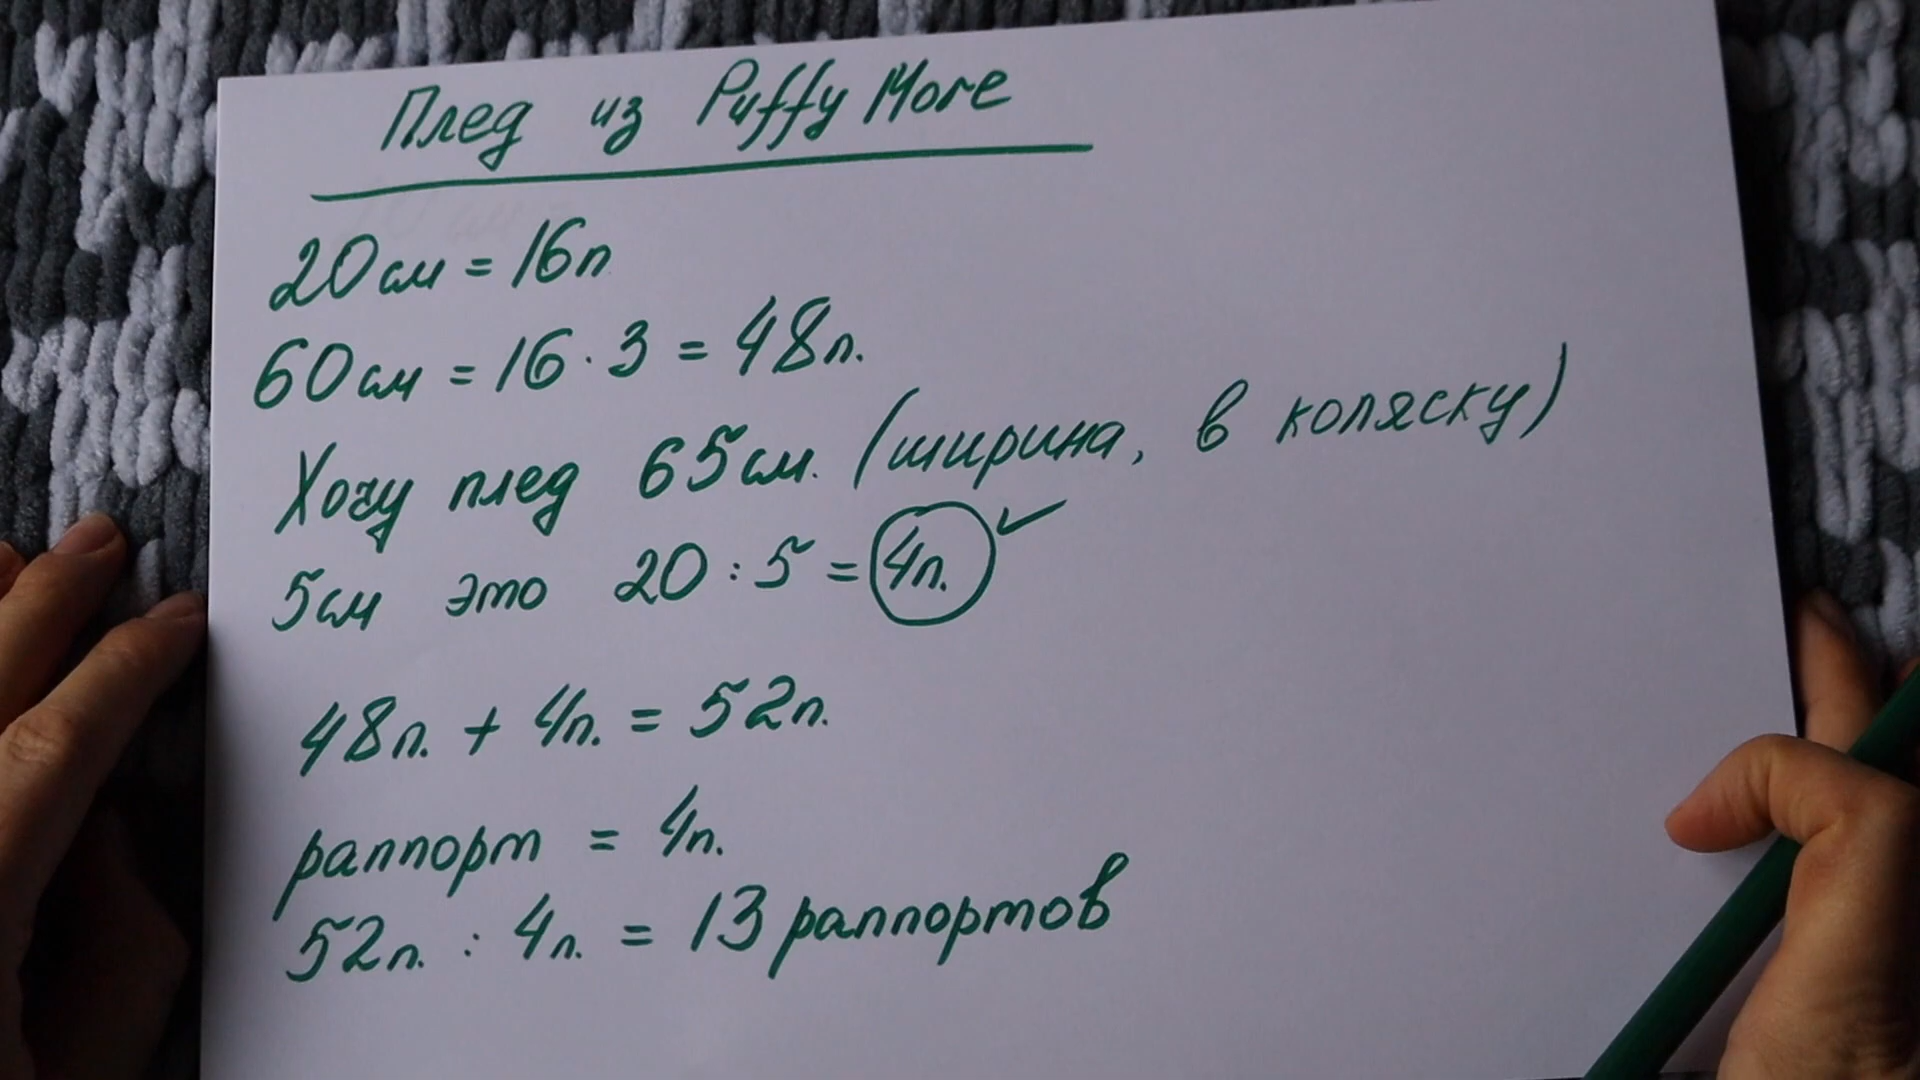 Плед из Puffy More
20см = 16п
60см = 16 · 3 = 48п.
Хочу плед 65см. (ширина, в коляску)
5см это 20 : 5 = 4п. ✓
48п. + 4п. = 52п.
раппорт = 4п.
52п. : 4п. = 13 раппортов